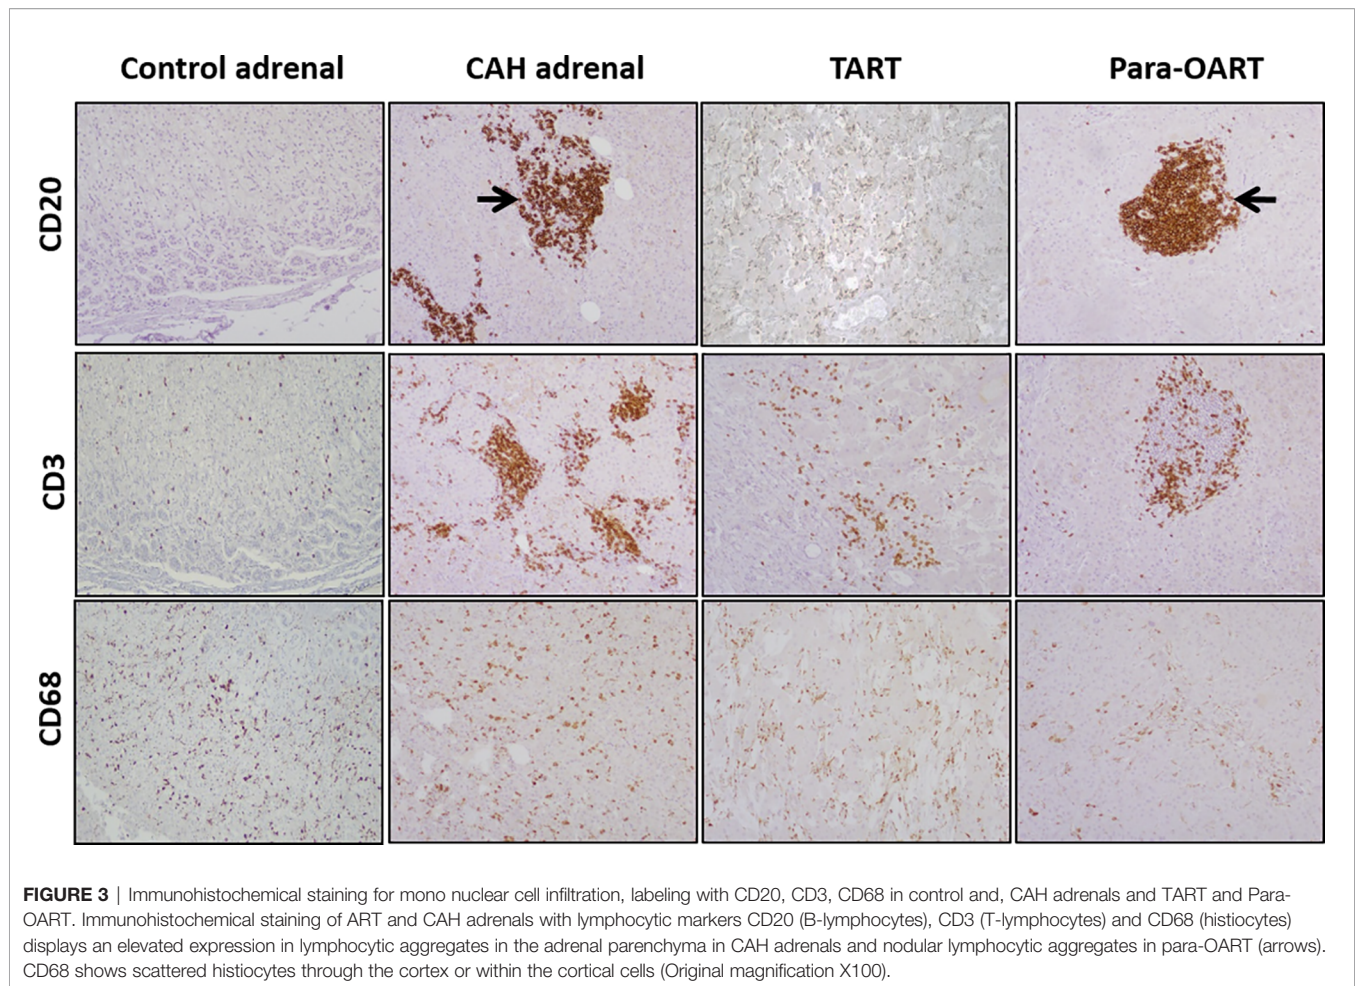 Control adrenal CAH adrenal TART Para-OART
CD20
CD3
CD68
FIGURE 3 | Immunohistochemical staining for mono nuclear cell infiltration, labeling with CD20, CD3, CD68 in control and, CAH adrenals and TART and Para-
OART. Immunohistochemical staining of ART and CAH adrenals with lymphocytic markers CD20 (B-lymphocytes), CD3 (T-lymphocytes) and CD68 (histiocytes)
displays an elevated expression in lymphocytic aggregates in the adrenal parenchyma in CAH adrenals and nodular lymphocytic aggregates in para-OART (arrows).
CD68 shows scattered histiocytes through the cortex or within the cortical cells (Original magnification X100).